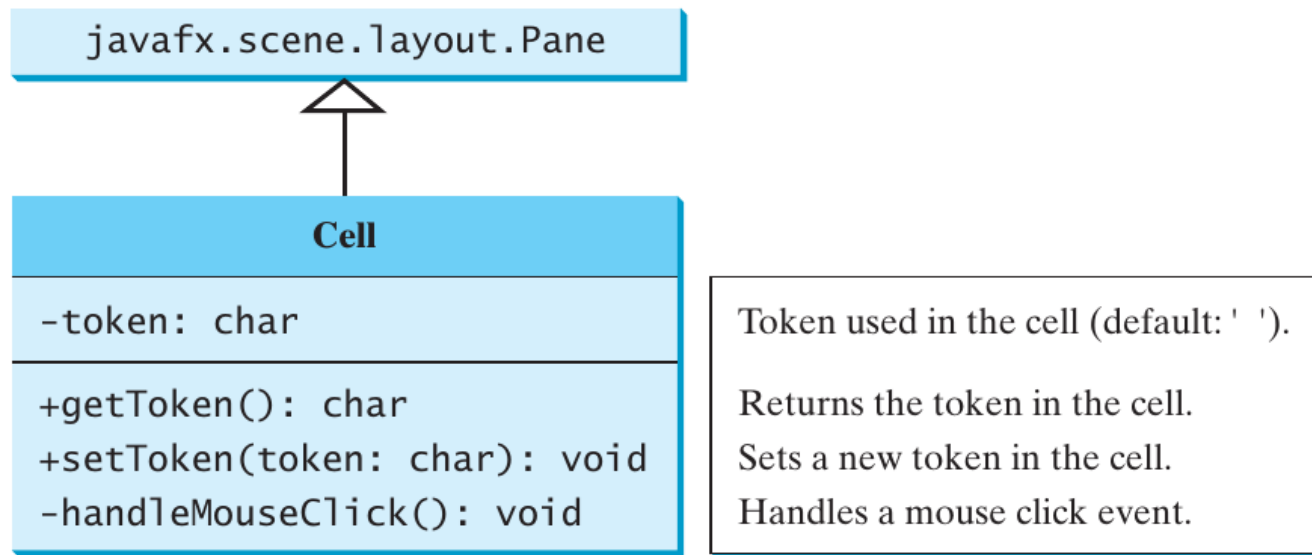 javafx.scene.layout.Pane
Cell
-token: char
Token used in the cell (default: ' ').
+getToken(): char
Returns the token in the cell.
+setToken(token: char): void
Sets a new token in the cell.
-handleMouseClick(): void
Handles a mouse click event.